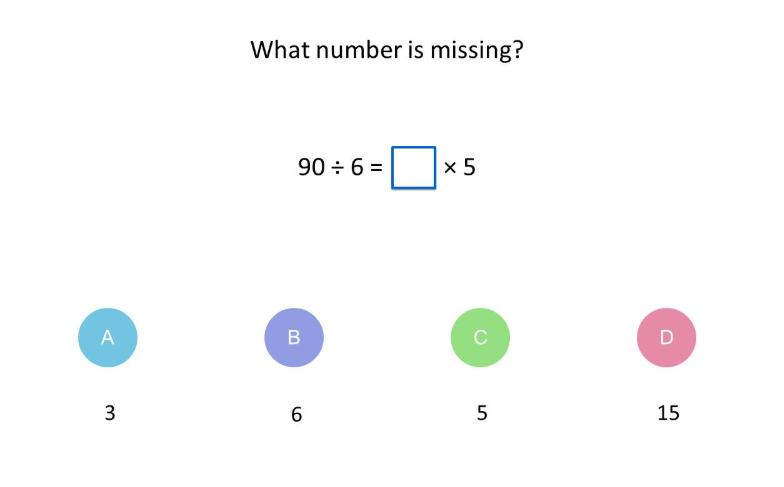 What number is missing?
90 ÷ 6 = × 5
A B C D
3 6 5 15